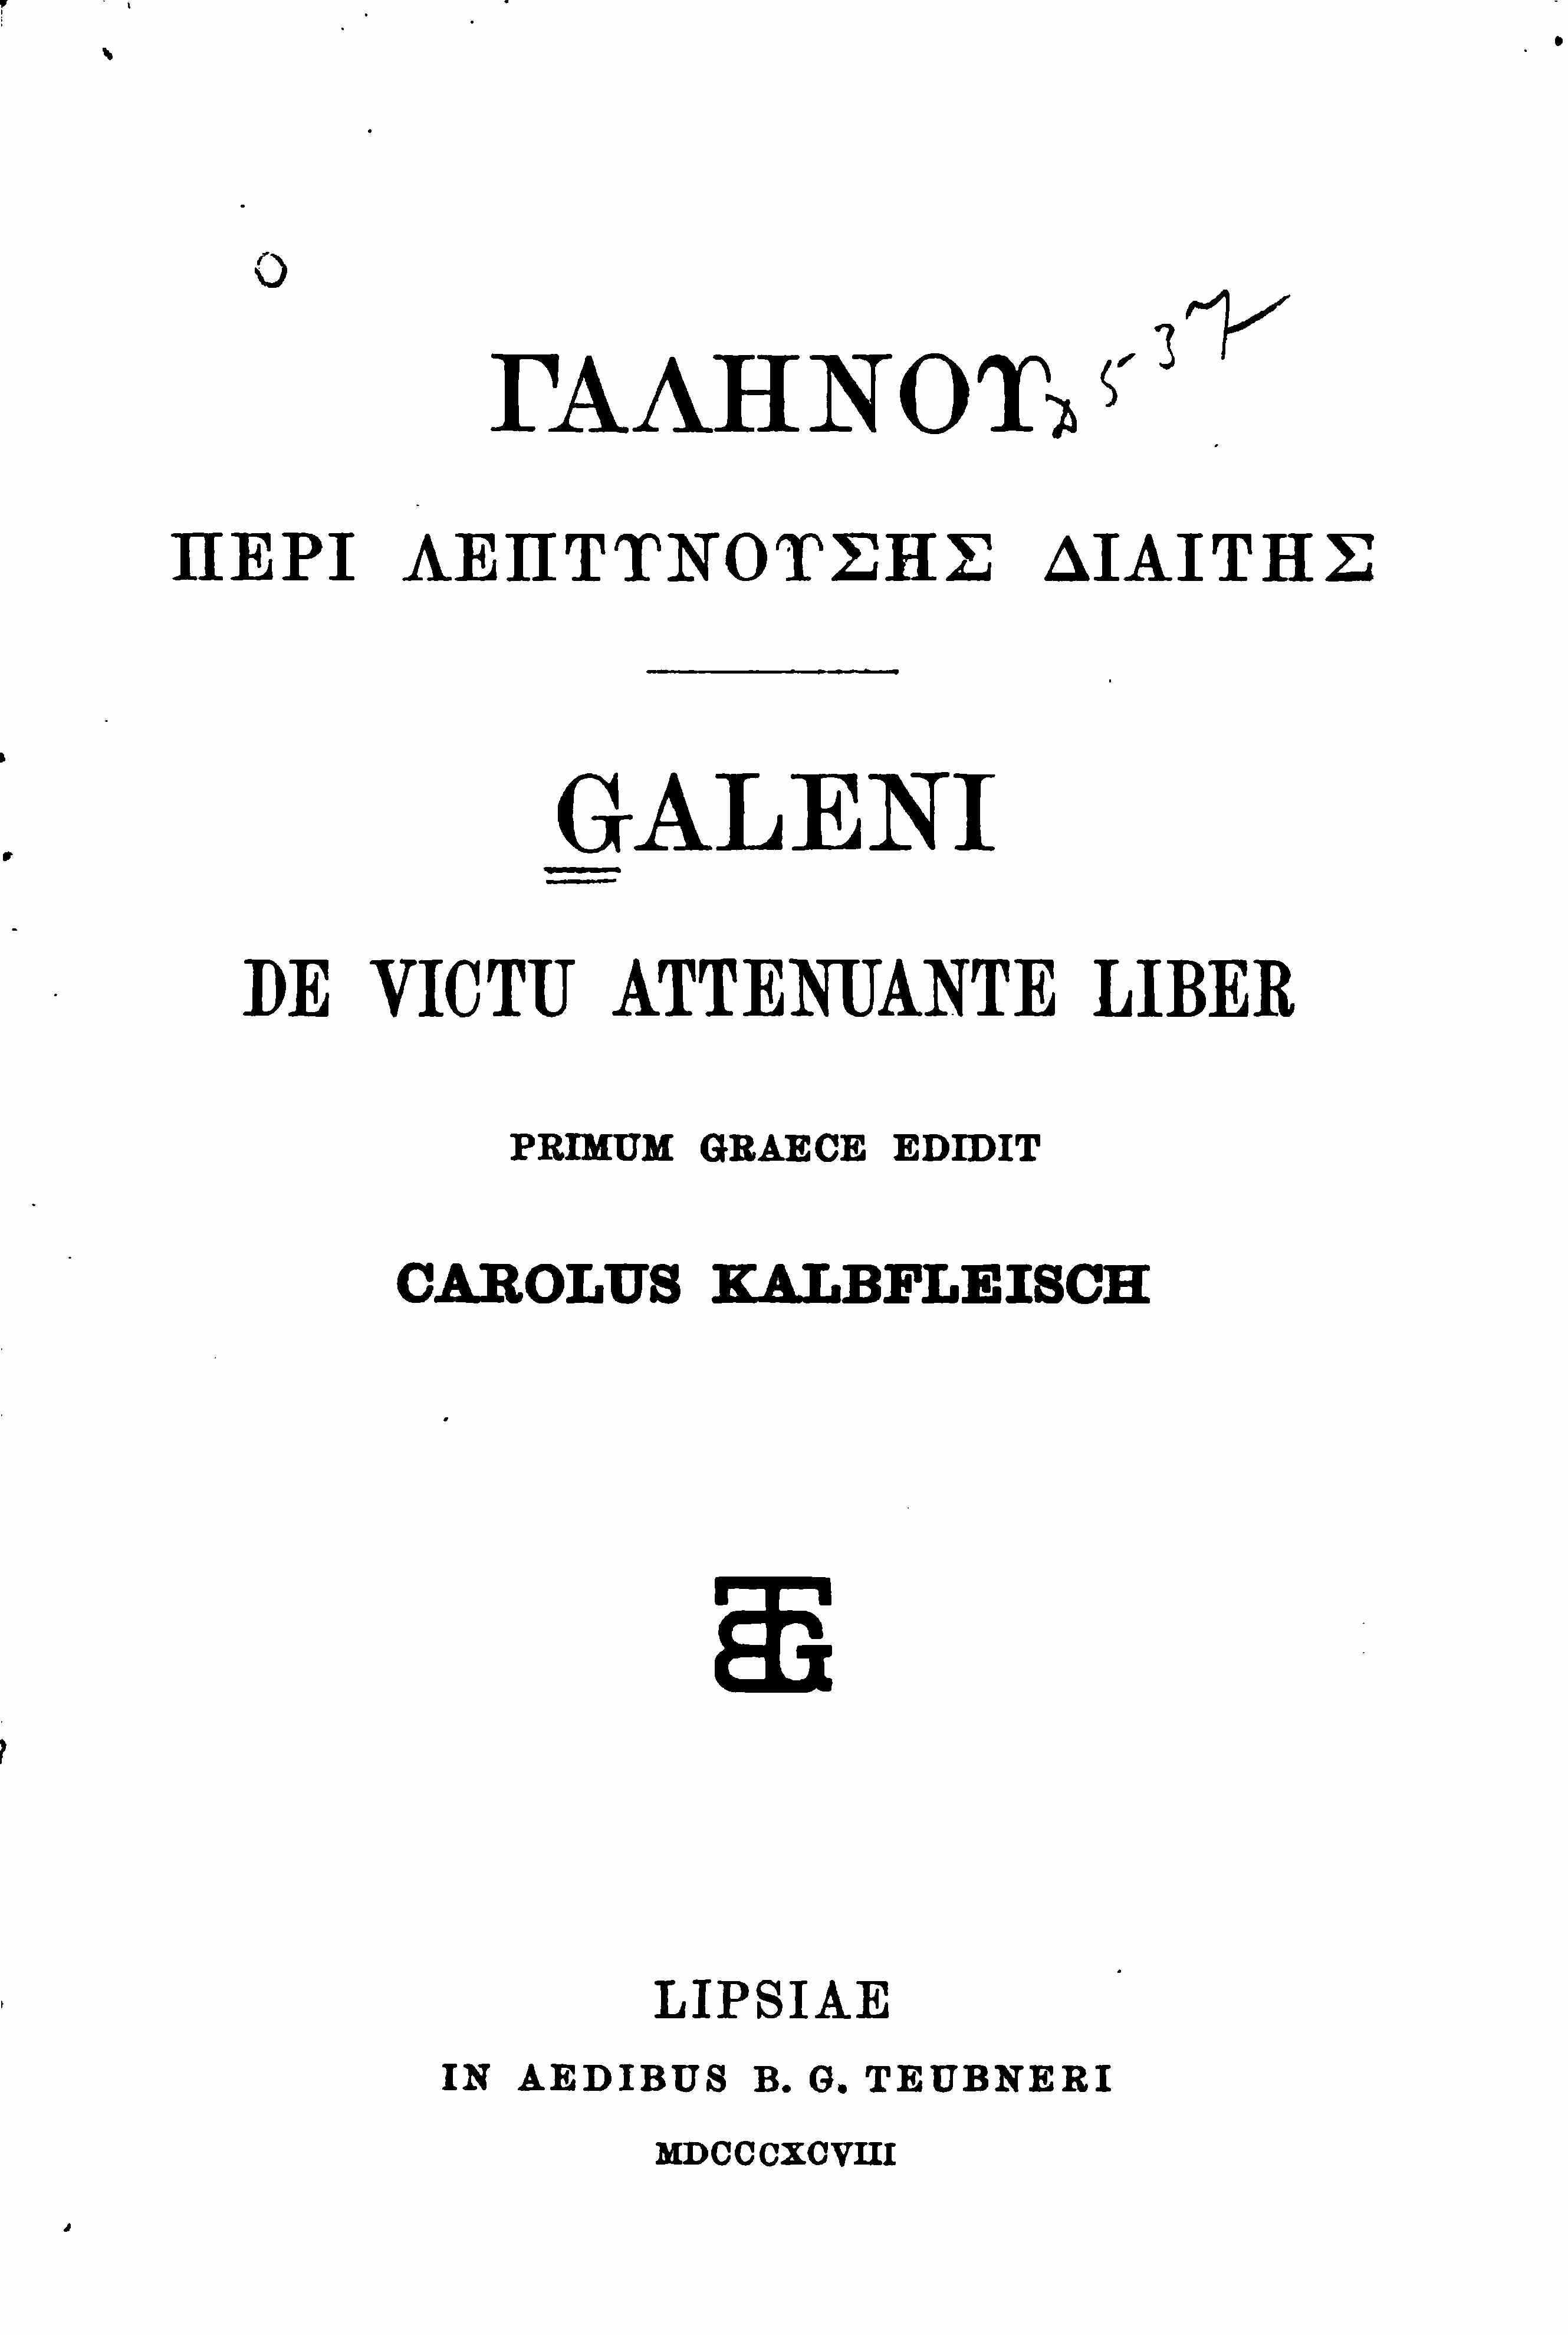 ΓΑΛΗΝΟΥ
ΠΕΡΙ ΛΕΠΤΥΝΟΥΣΗΣ ΔΙΑΙΤΗΣ
GALENI
DE VICTU ATTENUANTE LIBER
PRIMUM GRAECE EDIDIT
CAROLUS KALBFLEISCH
BTG
LIPSIAE
IN AEDIBUS B. G. TEUBNERI
MDCCCXCVIII